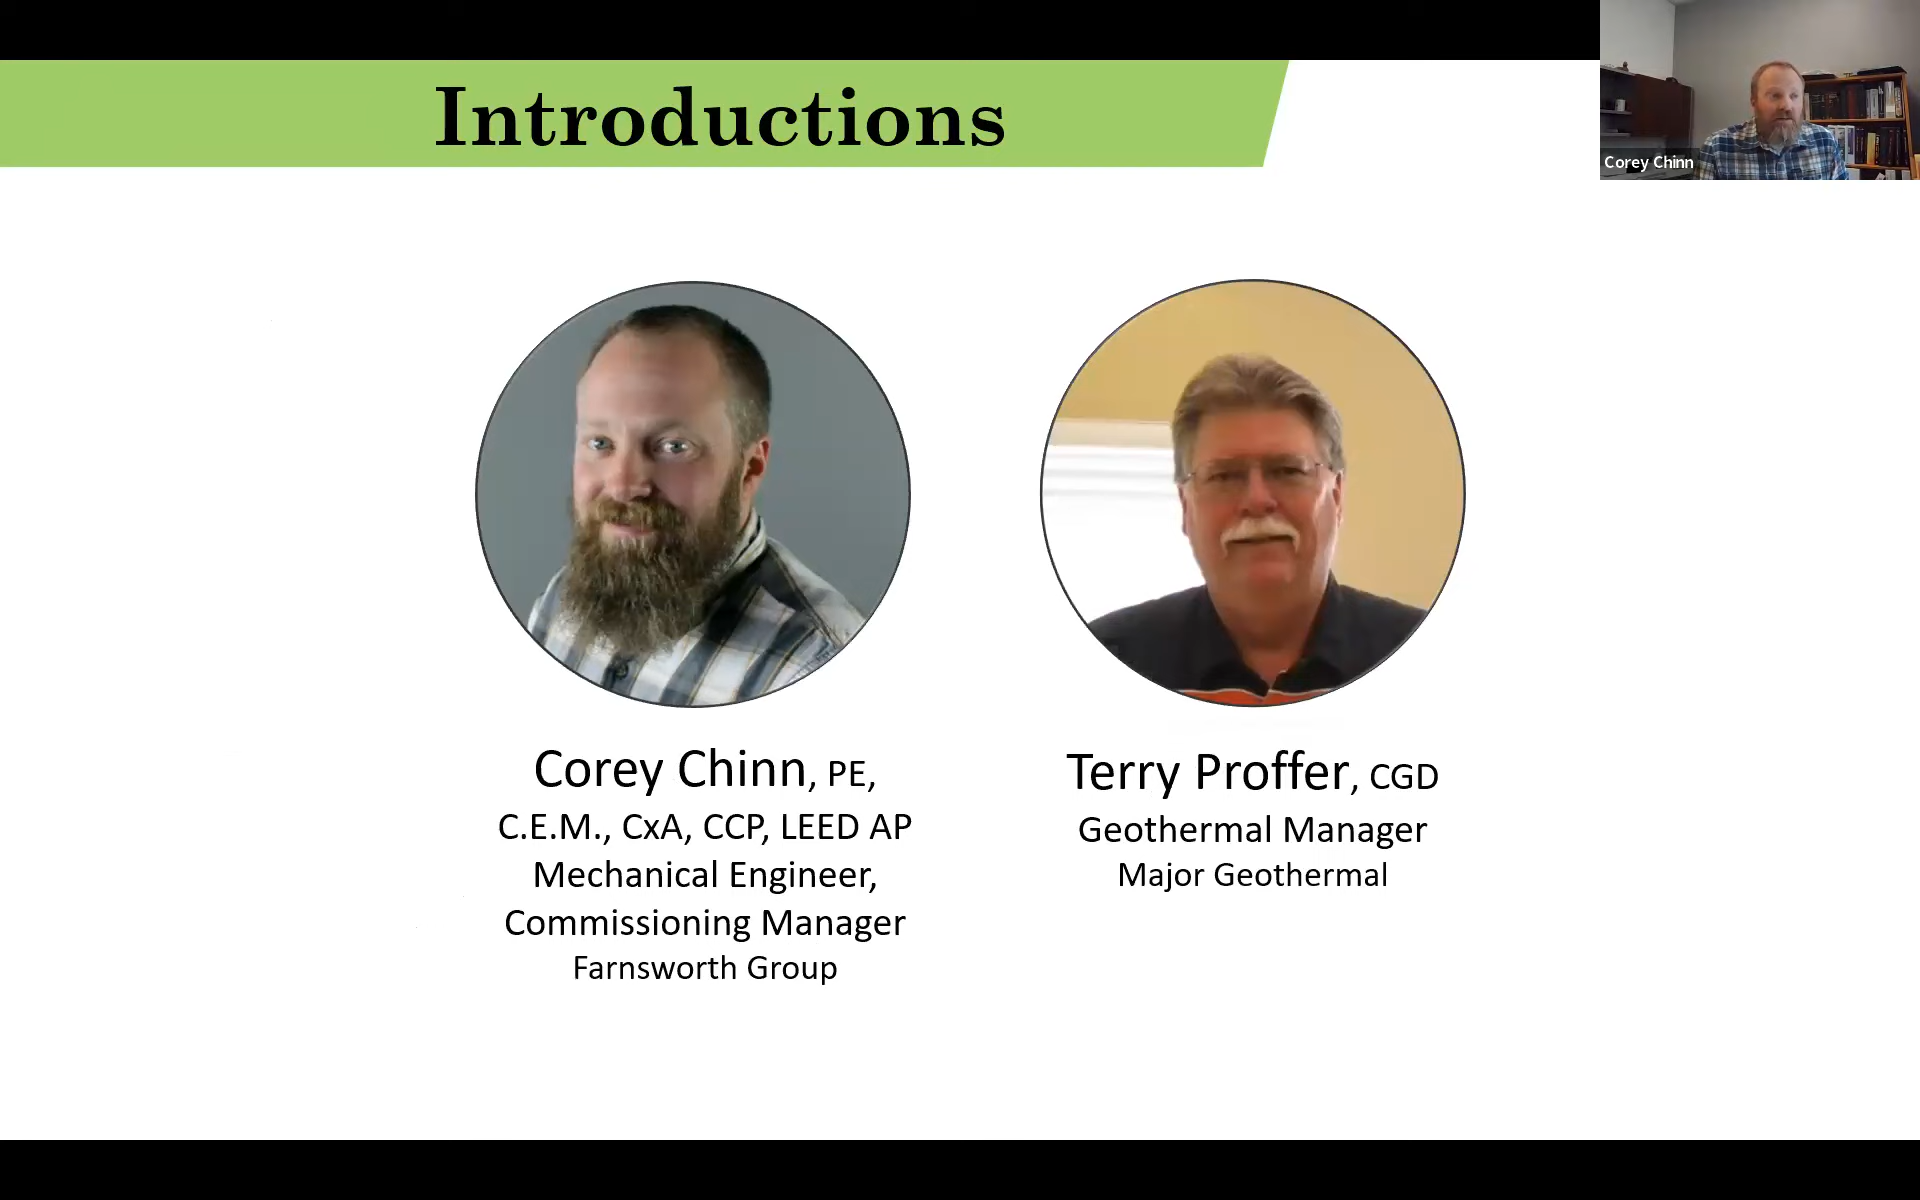 Introductions
Corey Chinn
Corey Chinn, PE,
C.E.M., CxA, CCP, LEED AP
Mechanical Engineer,
Commissioning Manager
Farnsworth Group
Terry Proffer, CGD
Geothermal Manager
Major Geothermal